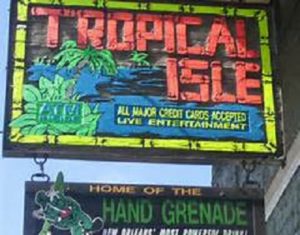 TROPICAL
ISLE
ALL MAJOR CREDIT CARDS ACCEPTED
LIVE ENTERTAINMENT
HOME OF THE
HAND GRENADE
NEW ORLEANS' MOST POWERFUL DRINK!